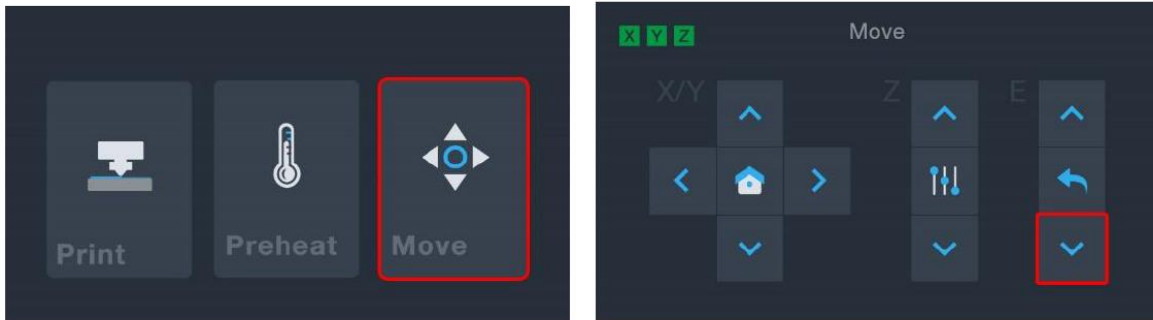 Print
Preheat
Move
X Y Z
Move
X/Y
Z
E